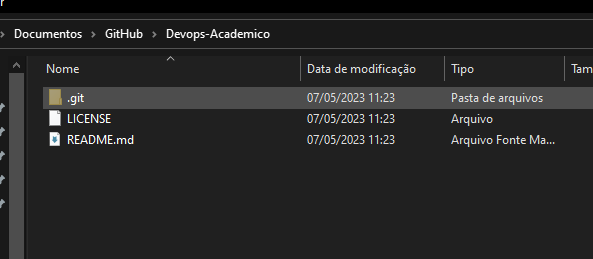 Documentos > GitHub > Devops-Academico
Nome Data de modificação Tipo Tam
.git 07/05/2023 11:23 Pasta de arquivos
LICENSE 07/05/2023 11:23 Arquivo
README.md 07/05/2023 11:23 Arquivo Fonte Ma...